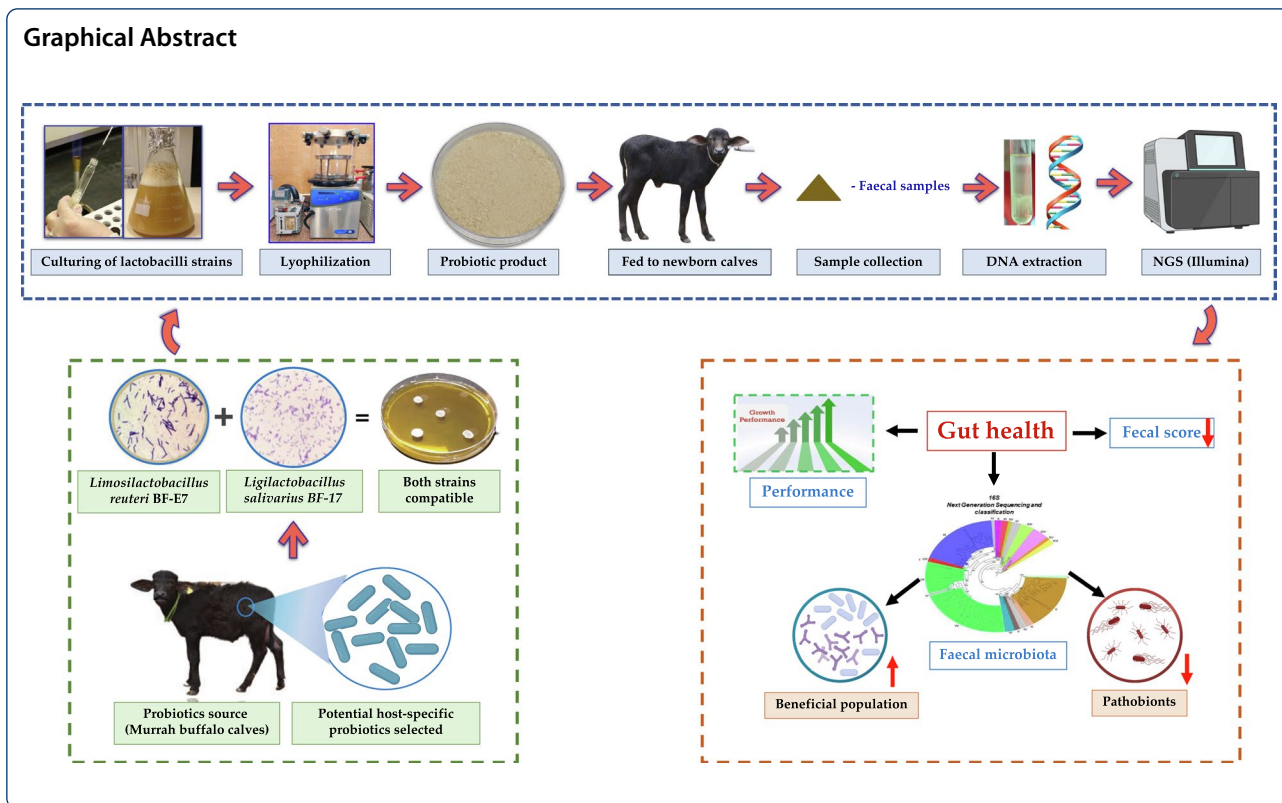 Graphical Abstract
- Faecal samples
Culturing of lactobacilli strains
Lyophilization
Probiotic product
Fed to newborn calves
Sample collection
DNA extraction
NGS (Illumina)
+
=
Limosilactobacillus
reuteri BF-E7
Ligilactobacillus
salivarius BF-17
Both strains
compatible
Probiotics source
(Murrah buffalo calves)
Potential host-specific
probiotics selected
Growth
Performance
Performance
Gut health
Fecal score
16S
Next Generation Sequencing and
classification
Faecal microbiota
Beneficial population
Pathobionts